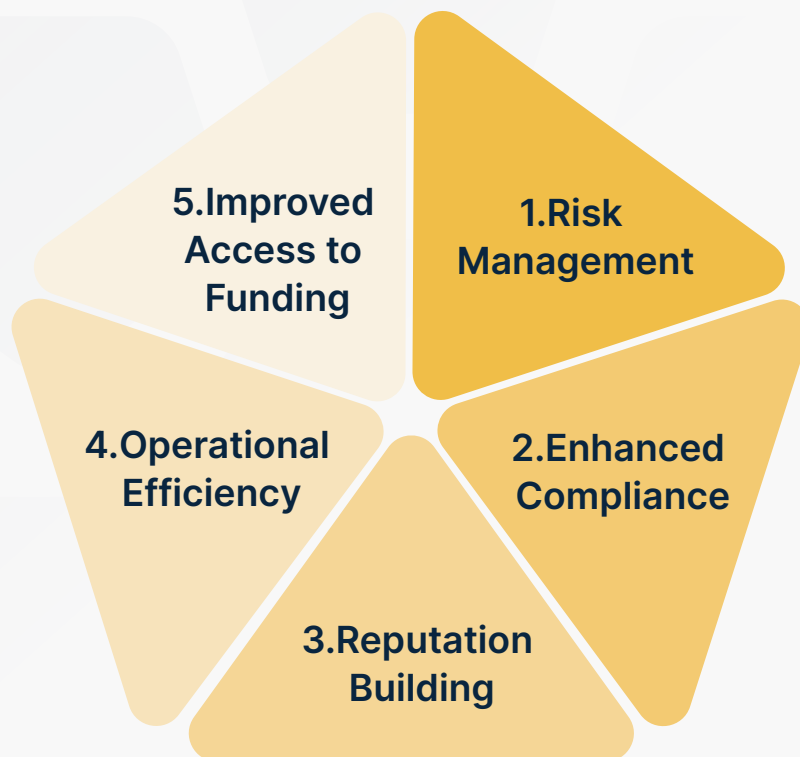 1.Risk
Management
2.Enhanced
Compliance
3.Reputation
Building
4.Operational
Efficiency
5.Improved
Access to
Funding